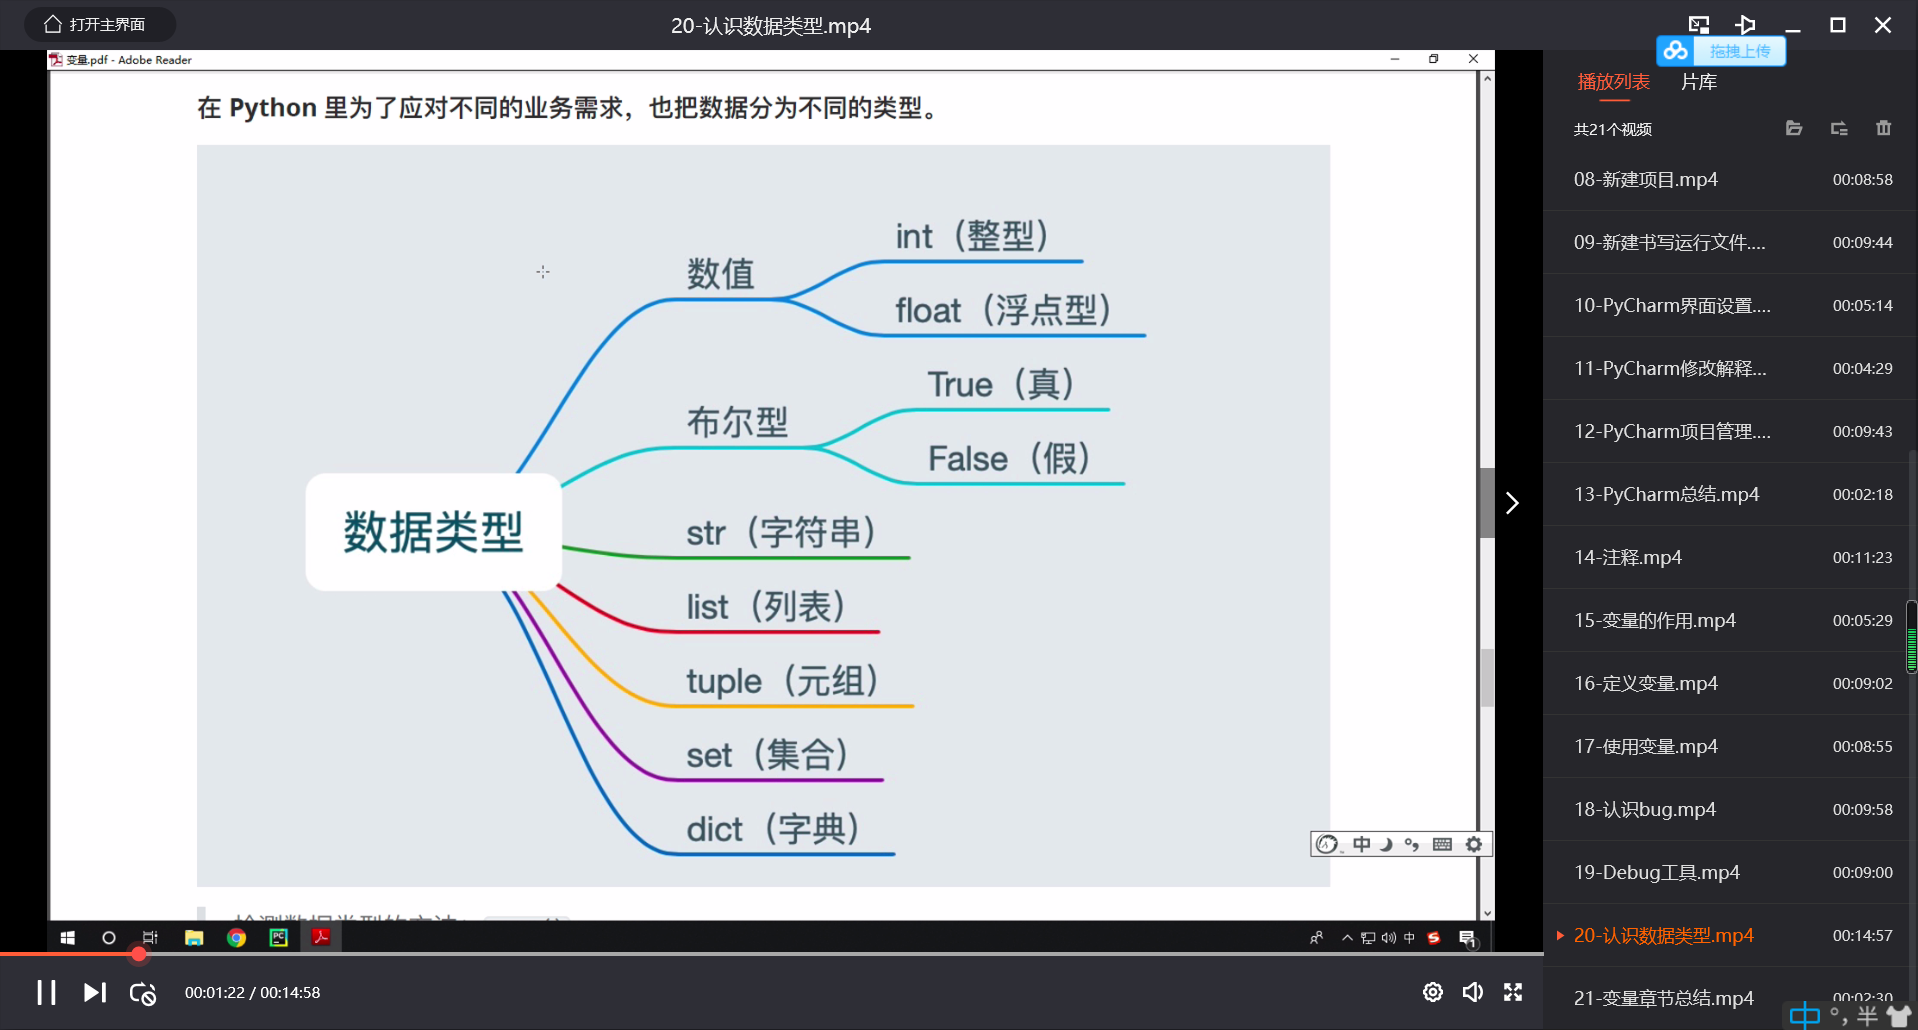 打开主界面
20-认识数据类型.mp4
拖拽上传
变量.pdf - Adobe Reader
在 Python 里为了应对不同的业务需求，也把数据分为不同的类型。
数据类型
数值
int（整型）
float（浮点型）
布尔型
True（真）
False（假）
str（字符串）
list（列表）
tuple（元组）
set（集合）
dict（字典）
中
PC
中
1
00:01:22 / 00:14:58
播放列表 片库
共21个视频
08-新建项目.mp4 00:08:58
09-新建书写运行文件.... 00:09:44
10-PyCharm界面设置.... 00:05:14
11-PyCharm修改解释... 00:04:29
12-PyCharm项目管理.... 00:09:43
13-PyCharm总结.mp4 00:02:18
14-注释.mp4 00:11:23
15-变量的作用.mp4 00:05:29
16-定义变量.mp4 00:09:02
17-使用变量.mp4 00:08:55
18-认识bug.mp4 00:09:58
19-Debug工具.mp4 00:09:00
20-认识数据类型.mp4 00:14:57
21-变量章节总结.mp4 00:02:30
中 °, 半